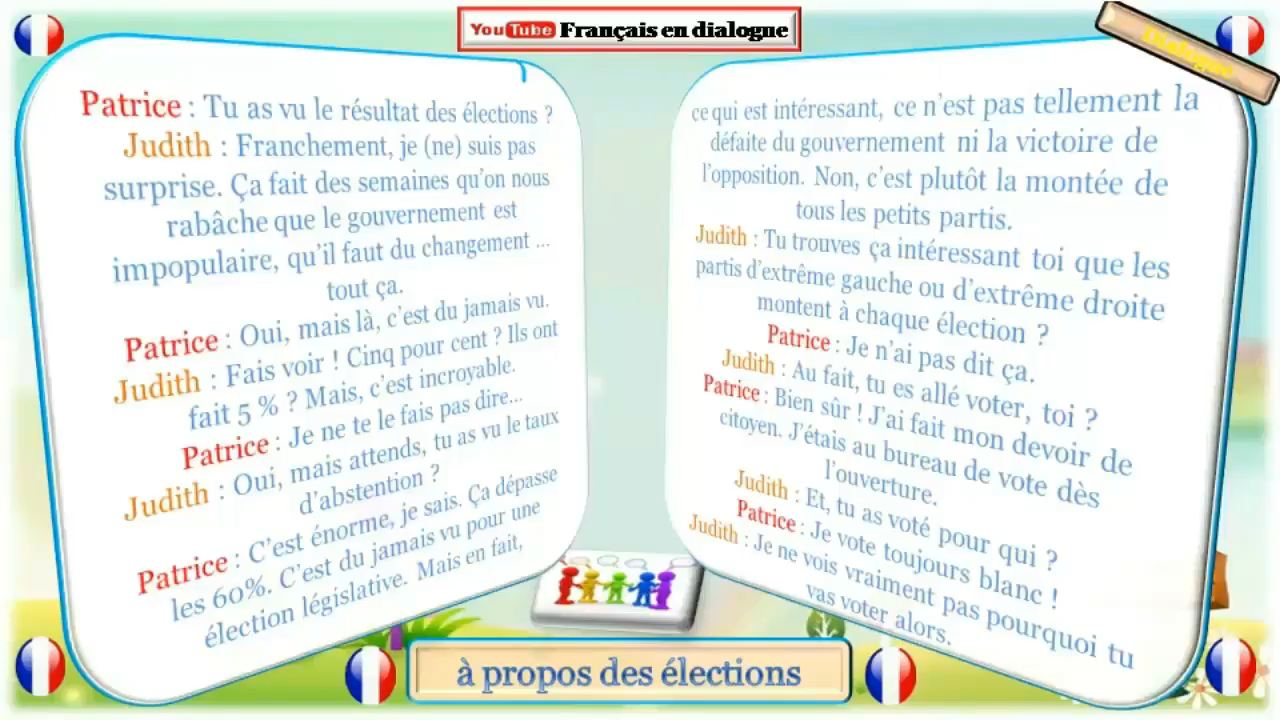 YouTube Français en dialogue
Dialogue
Patrice : Tu as vu le résultat des élections ?
Judith : Franchement, je (ne) suis pas
surprise. Ça fait des semaines qu'on nous
rabâche que le gouvernement est
impopulaire, qu'il faut du changement ...
tout ça.
Patrice : Oui, mais là, c'est du jamais vu.
Judith : Fais voir ! Cinq pour cent ? Ils ont
fait 5 % ? Mais, c'est incroyable.
Patrice : Je ne te le fais pas dire...
Judith : Oui, mais attends, tu as vu le taux
d'abstention ?
Patrice : C'est énorme, je sais. Ça dépasse
les 60%. C'est du jamais vu pour une
élection législative. Mais en fait,
ce qui est intéressant, ce n'est pas tellement la
défaite du gouvernement ni la victoire de
l'opposition. Non, c'est plutôt la montée de
tous les petits partis.
Judith : Tu trouves ça intéressant toi que les
partis d'extrême gauche ou d'extrême droite
montent à chaque élection ?
Patrice : Je n'ai pas dit ça.
Judith : Au fait, tu es allé voter, toi ?
Patrice : Bien sûr ! J'ai fait mon devoir de
citoyen. J'étais au bureau de vote dès
l'ouverture.
Judith : Et, tu as voté pour qui ?
Patrice : Je vote toujours blanc !
Judith : Je ne vois vraiment pas pourquoi tu
vas voter alors.
à propos des élections